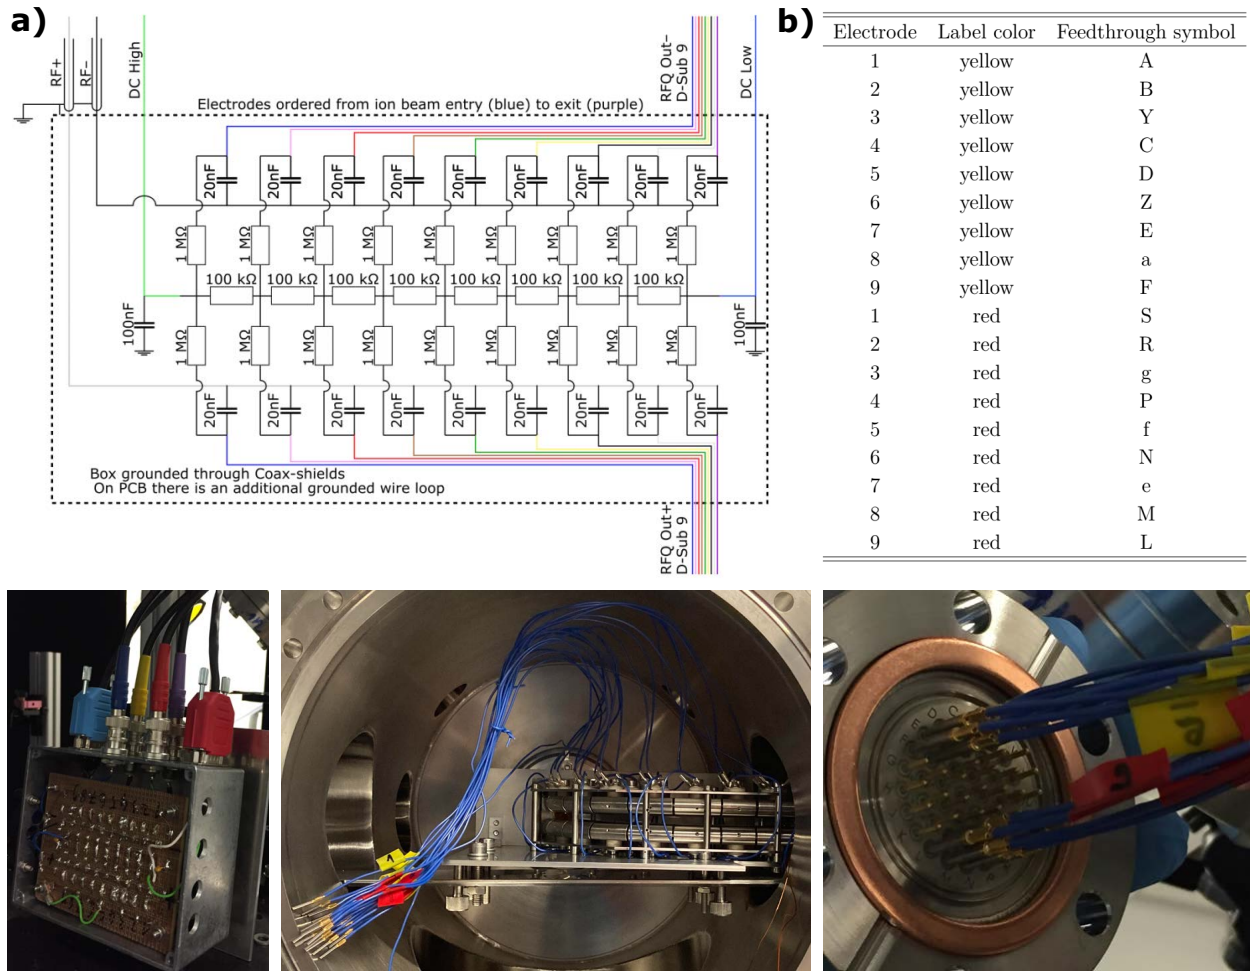 a)
RF+
RF−
DC High
RFQ Out−
D-Sub 9
DC Low
Electrodes ordered from ion beam entry (blue) to exit (purple)
20nF 20nF 20nF 20nF 20nF 20nF 20nF 20nF 20nF
1 MΩ 1 MΩ 1 MΩ 1 MΩ 1 MΩ 1 MΩ 1 MΩ 1 MΩ 1 MΩ
100 kΩ 100 kΩ 100 kΩ 100 kΩ 100 kΩ 100 kΩ 100 kΩ 100 kΩ
100nF 100nF
1 MΩ 1 MΩ 1 MΩ 1 MΩ 1 MΩ 1 MΩ 1 MΩ 1 MΩ 1 MΩ
20nF 20nF 20nF 20nF 20nF 20nF 20nF 20nF 20nF
Box grounded through Coax-shields
On PCB there is an additional grounded wire loop
RFQ Out+
D-Sub 9
b)
Electrode Label color Feedthrough symbol
1 yellow A
2 yellow B
3 yellow Y
4 yellow C
5 yellow D
6 yellow Z
7 yellow E
8 yellow a
9 yellow F
1 red S
2 red R
3 red g
4 red P
5 red f
6 red N
7 red e
8 red M
9 red L